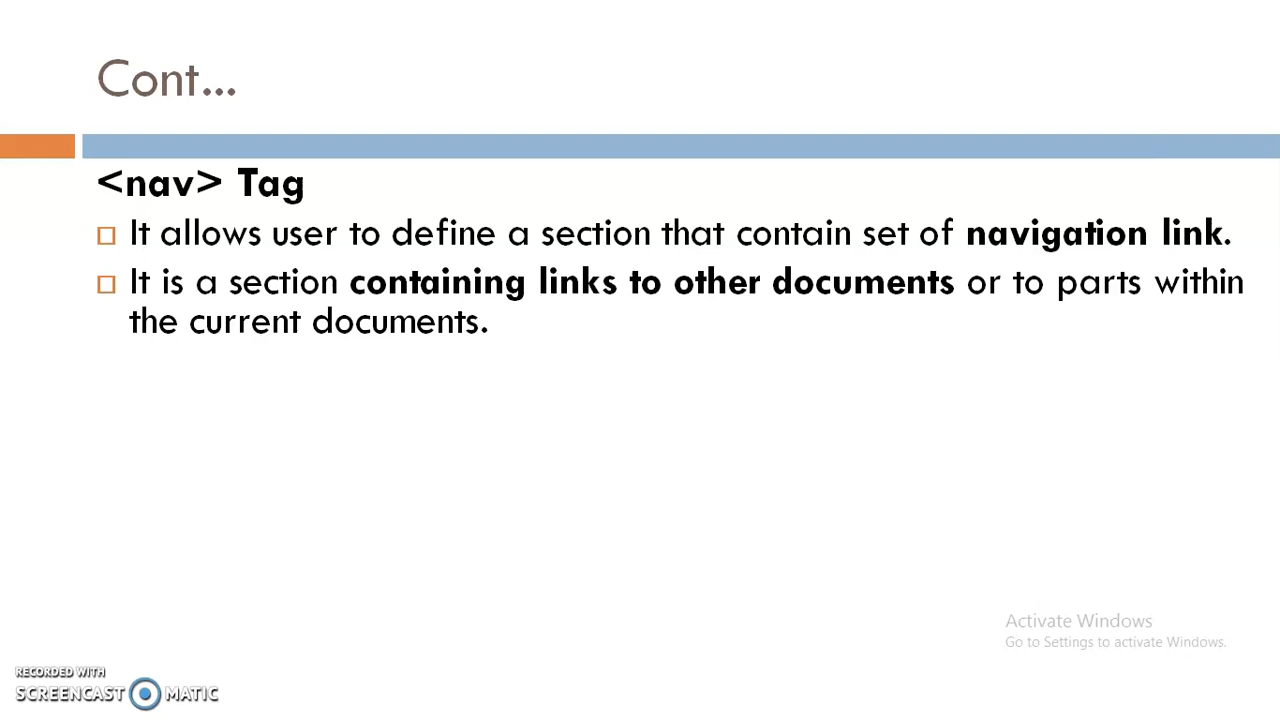 Cont...
<nav> Tag
It allows user to define a section that contain set of navigation link.
It is a section containing links to other documents or to parts within
the current documents.
Activate Windows
Go to Settings to activate Windows.
RECORDED WITH
SCREENCAST MATIC